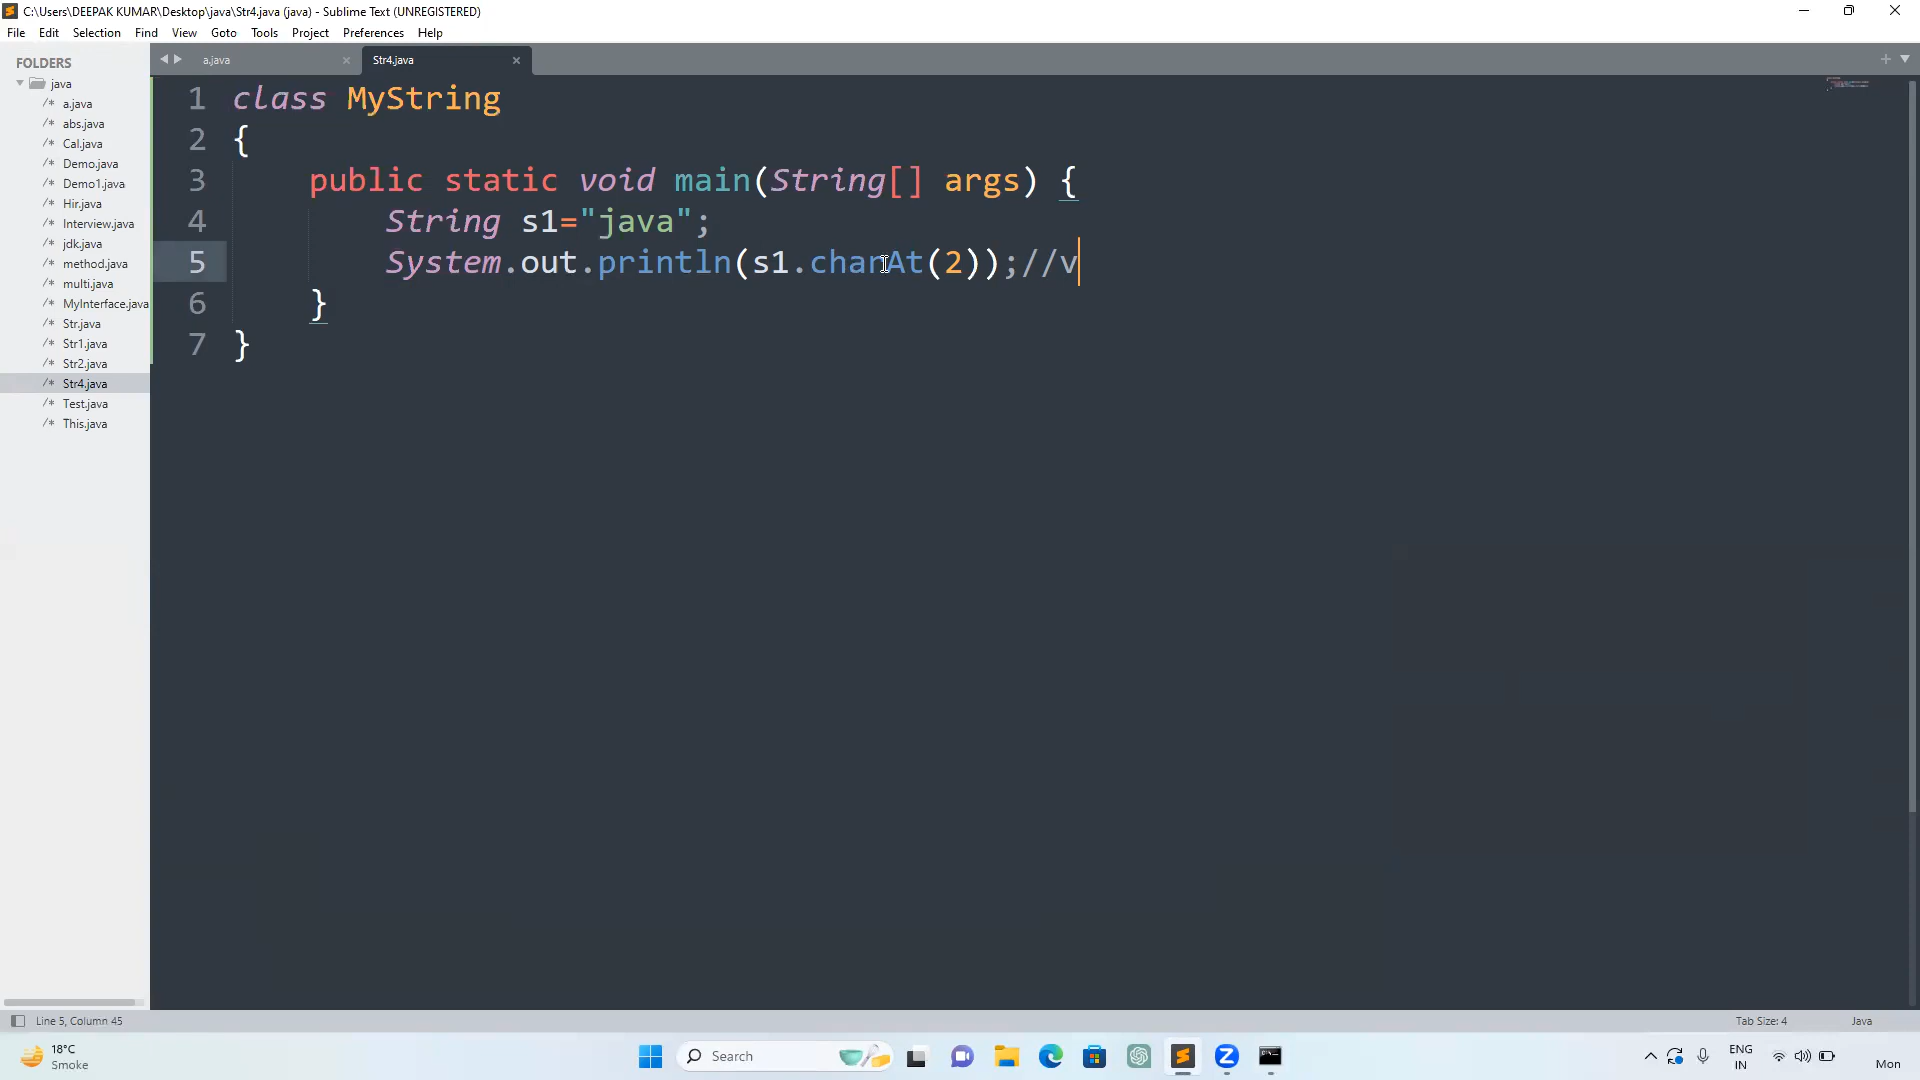 C:\Users\DEEPAK KUMAR\Desktop\java\Str4.java (java) - Sublime Text (UNREGISTERED)
File Edit Selection Find View Goto Tools Project Preferences Help
FOLDERS
java
a.java
abs.java
Cal.java
Demo.java
Demo1.java
Hir.java
Interview.java
jdk.java
method.java
multi.java
MyInterface.java
Str.java
Str1.java
Str2.java
Str4.java
Test.java
This.java
a.java Str4.java
1 class MyString
2 {
3 public static void main(String[] args) {
4 String s1="java";
5 System.out.println(s1.charAt(2));//v
6 }
7 }
Line 5, Column 45 Tab Size: 4 Java
18°C
Smoke
Search
ENG
IN
Mon